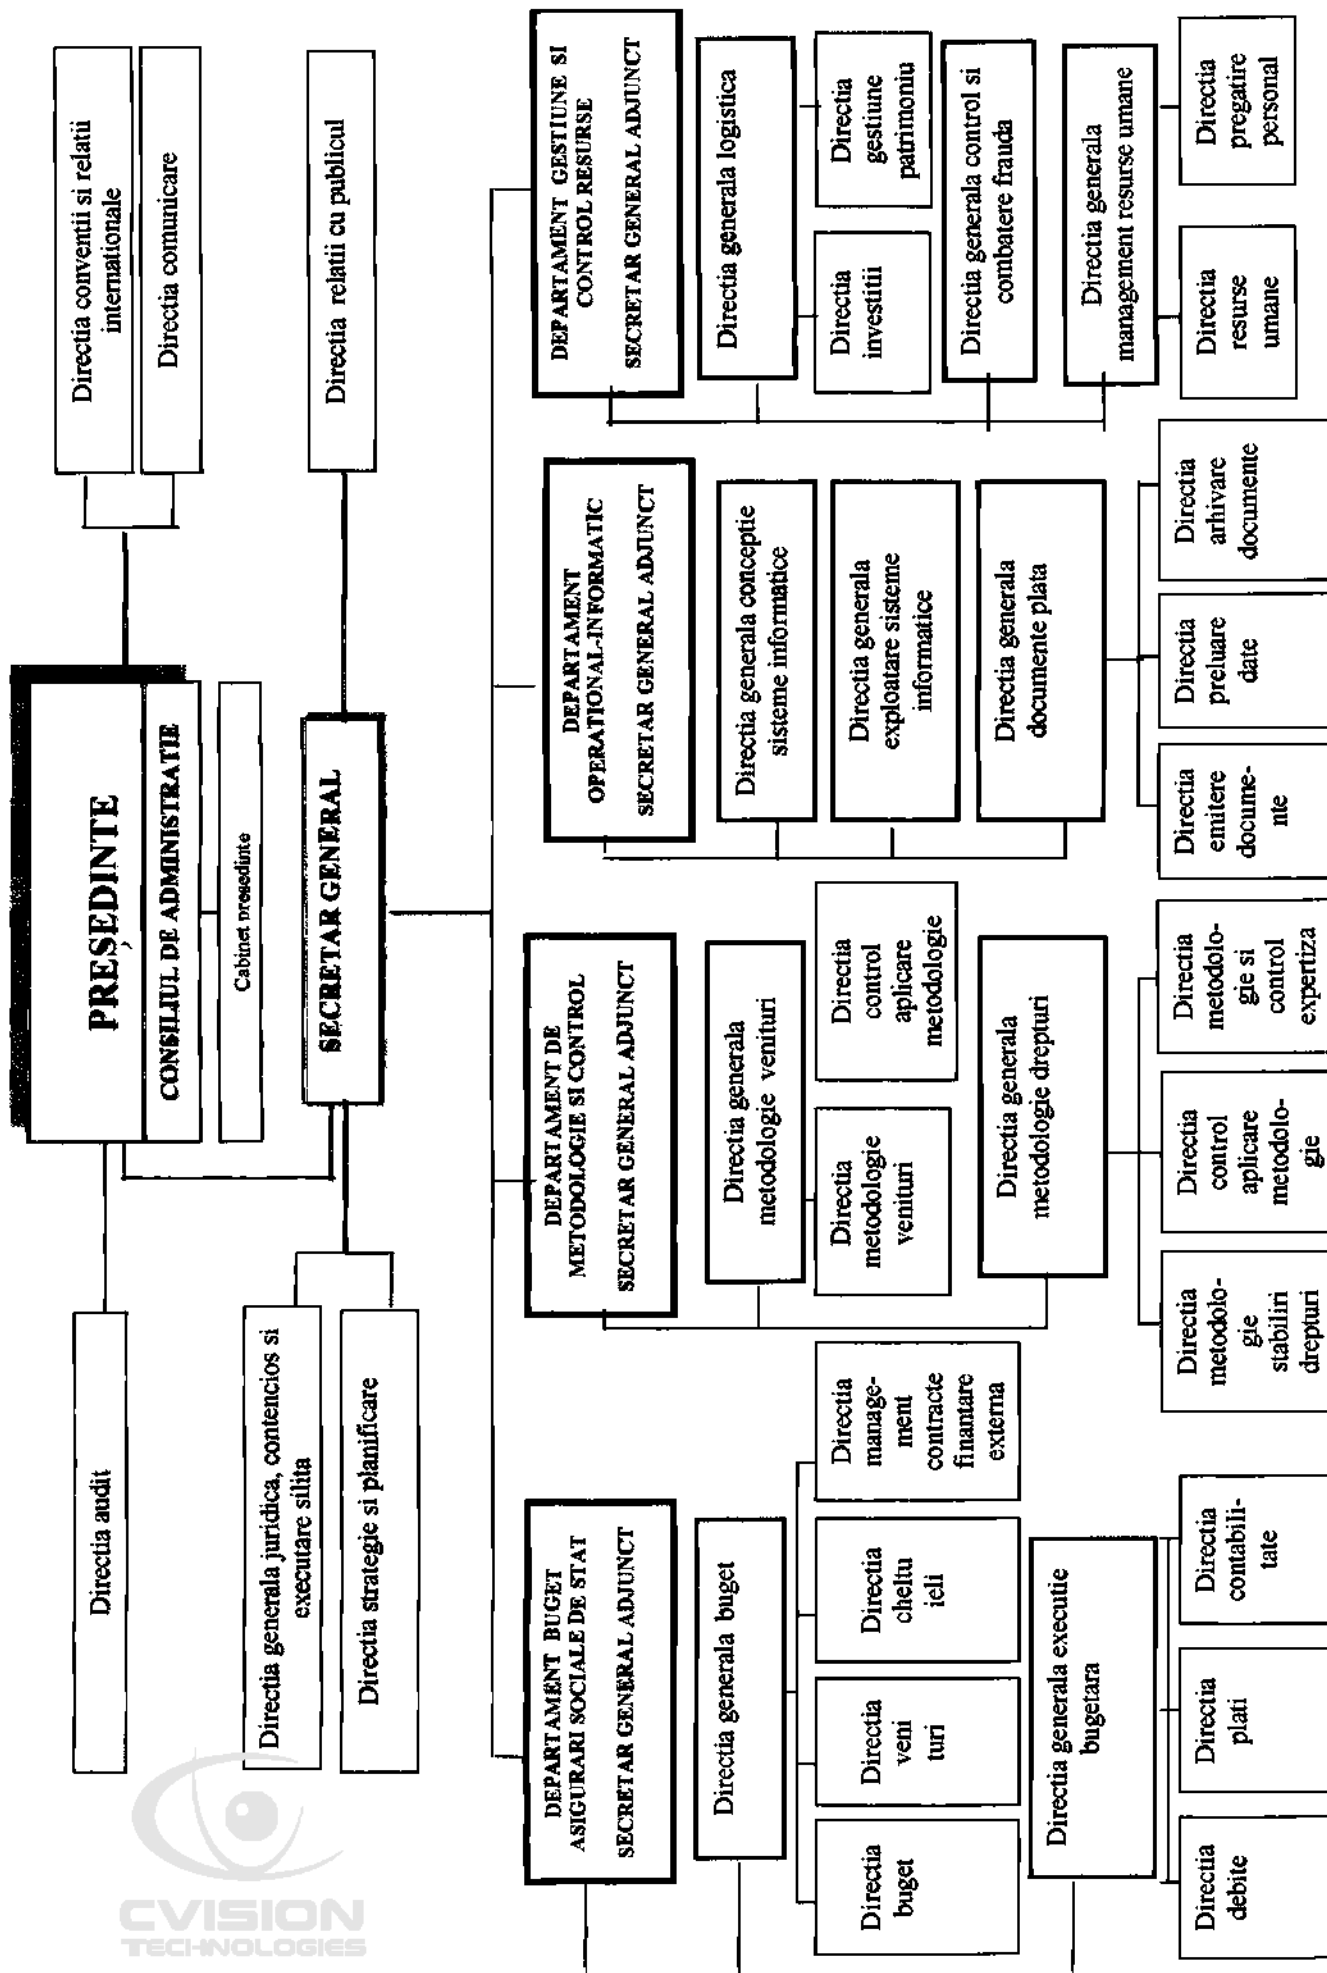 PREȘEDINTE
CONSILIUL DE ADMINISTRATIE
Cabinet presedinte
SECRETAR GENERAL
Directia audit
Directia generala juridica, contencios si
executare silita
Directia strategie si planificare
Directia conventii si relatii
internationale
Directia comunicare
Directia relatii cu publicul
DEPARTAMENT BUGET
ASIGURARI SOCIALE DE STAT
SECRETAR GENERAL ADJUNCT
Directia generala buget
Directia
buget
Directia
veni
turi
Directia
cheltu
ieli
Directia
manage-
ment
contracte
finantare
externa
Directia generala executie
bugetara
Directia
debite
Directia
plati
Directia
contabili-
tate
DEPARTAMENT DE
METODOLOGIE SI CONTROL
SECRETAR GENERAL ADJUNCT
Directia generala
metodologie venituri
Directia
metodologie
venituri
Directia
control
aplicare
metodologie
Directia generala
metodologie drepturi
Directia
metodolo-
gie
stabiliri
drepturi
Directia
control
aplicare
metodolo-
gie
Directia
metodolo-
gie si
control
expertiza
DEPARTAMENT
OPERATIONAL-INFORMATIC
SECRETAR GENERAL ADJUNCT
Directia generala conceptie
sisteme informatice
Directia generala
exploatare sisteme
informatice
Directia generala
documente plata
Directia
emitere
docume-
nte
Directia
preluare
date
Directia
arhivare
documente
DEPARTAMENT GESTIUNE SI
CONTROL RESURSE
SECRETAR GENERAL ADJUNCT
Directia generala logistica
Directia
investitii
Directia
gestiune
patrimoniu
Directia generala control si
combatere frauda
Directia generala
management resurse umane
Directia
resurse
umane
Directia
pregatire
personal
CVISION
TECHNOLOGIES